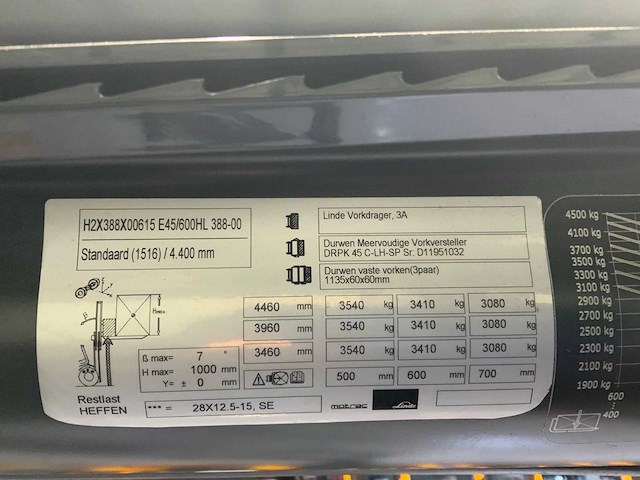 H2X388X00615 E45/600HL 388-00
Standaard (1516) / 4.400 mm
Linde Vorkdrager, 3A
Durwen Meervoudige Vorkversteller
DRPK 45 C-LH-SP Sr. D11951032
Durwen vaste vorken(3paar)
1135x60x60mm
4460 mm 3540 kg 3410 kg 3080 kg
3960 mm 3540 kg 3410 kg 3080 kg
3460 mm 3540 kg 3410 kg 3080 kg
500 mm 600 mm 700 mm
ß max= 7 °
H max= 1000 mm
Y= ± 0 mm
Restlast
HEFFEN
*** = 28X12.5-15, SE
motrac Linde
4500 kg
4100 kg
3700 kg
3500 kg
3300 kg
3100 kg
2900 kg
2700 kg
2500 kg
2300 kg
2100 kg
1900 kg
600
400